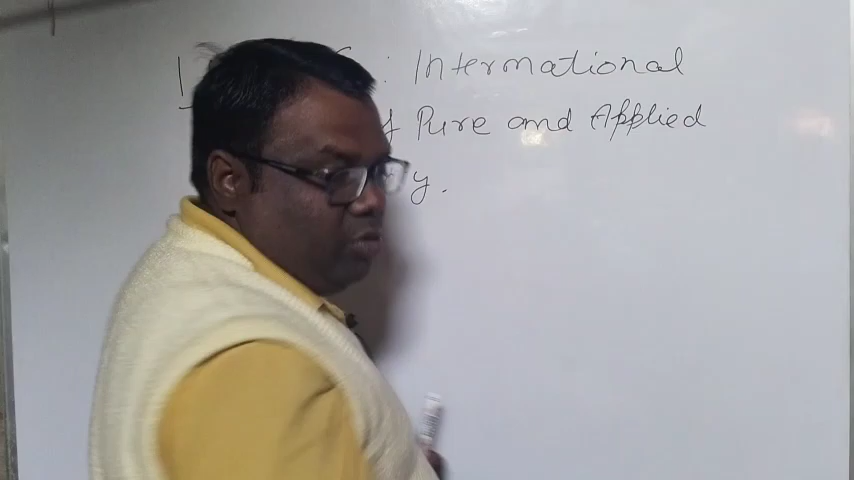 : International
Pure and Applied
y.